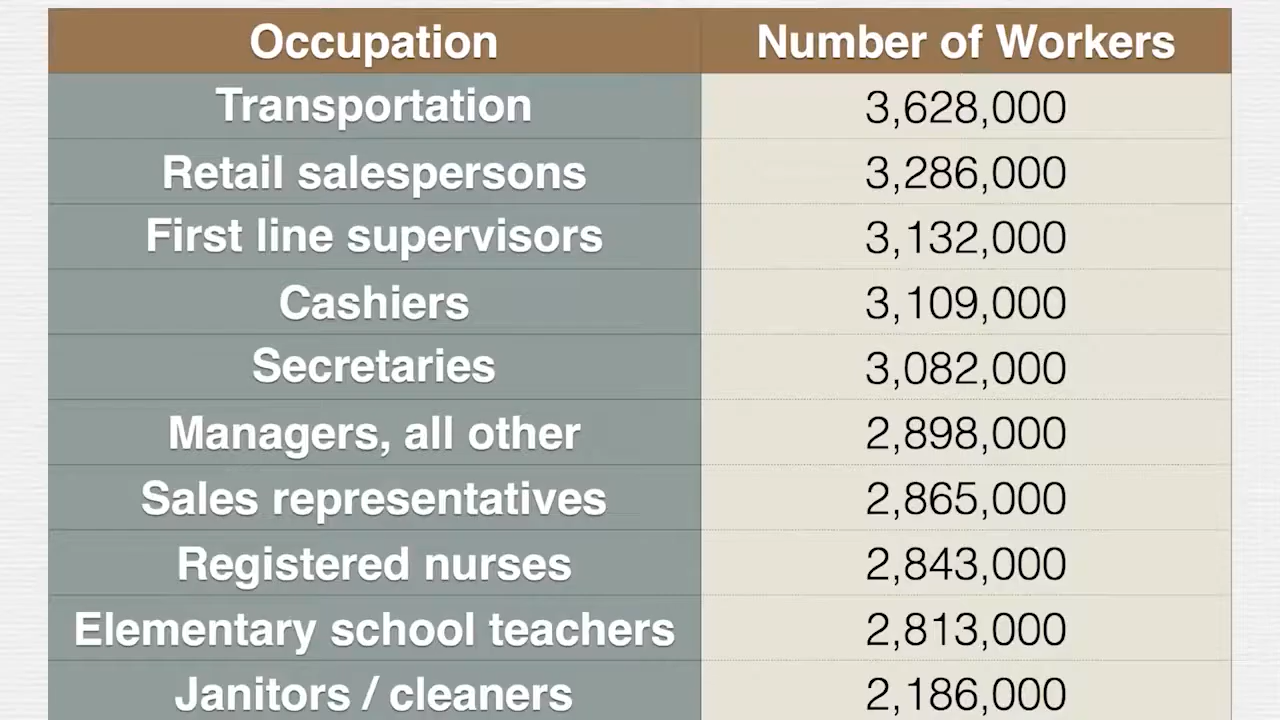 Occupation Number of Workers
Transportation 3,628,000
Retail salespersons 3,286,000
First line supervisors 3,132,000
Cashiers 3,109,000
Secretaries 3,082,000
Managers, all other 2,898,000
Sales representatives 2,865,000
Registered nurses 2,843,000
Elementary school teachers 2,813,000
Janitors / cleaners 2,186,000